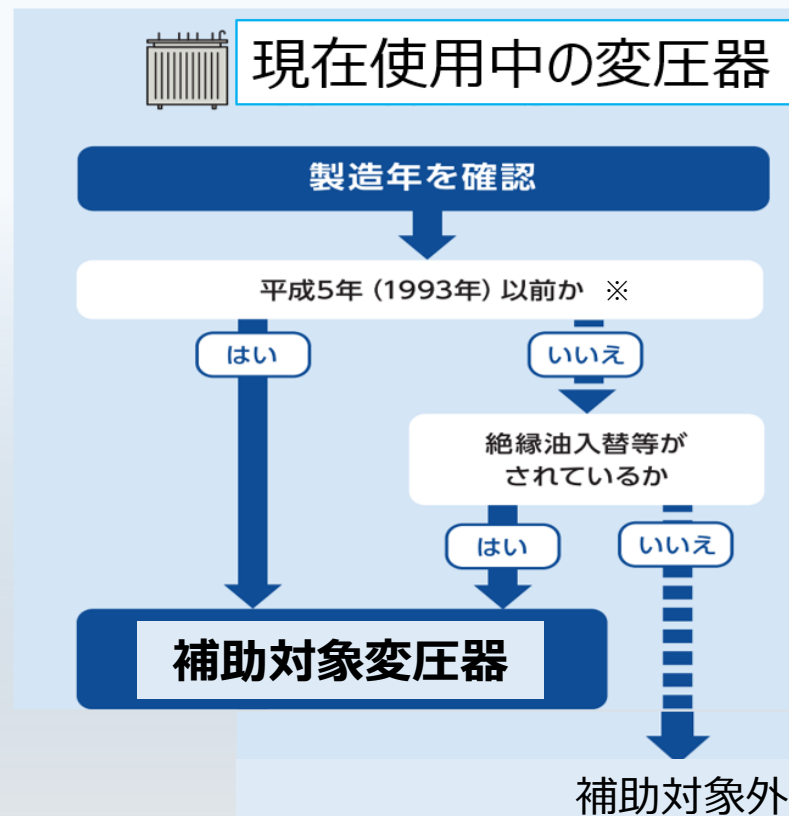 現在使用中の変圧器
製造年を確認
平成5年（1993年）以前か ※
はい
いいえ
絶縁油入替等が
されているか
はい
いいえ
補助対象変圧器
補助対象外